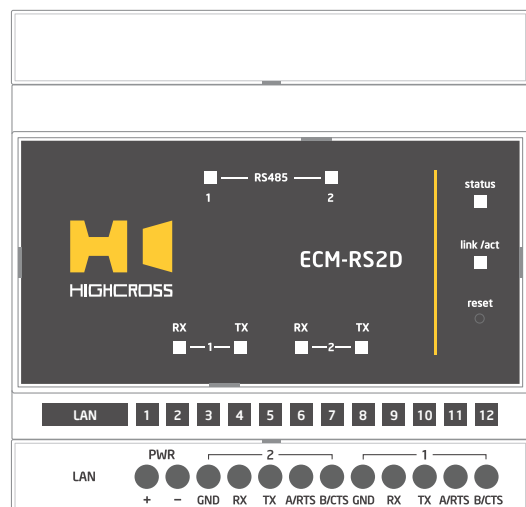 RS485
1 2
status
link /act
ECM-RS2D
HIGHCROSS
reset
RX TX RX TX
1 2
LAN 1 2 3 4 5 6 7 8 9 10 11 12
PWR 2 1
LAN
+ − GND RX TX A/RTS B/CTS GND RX TX A/RTS B/CTS